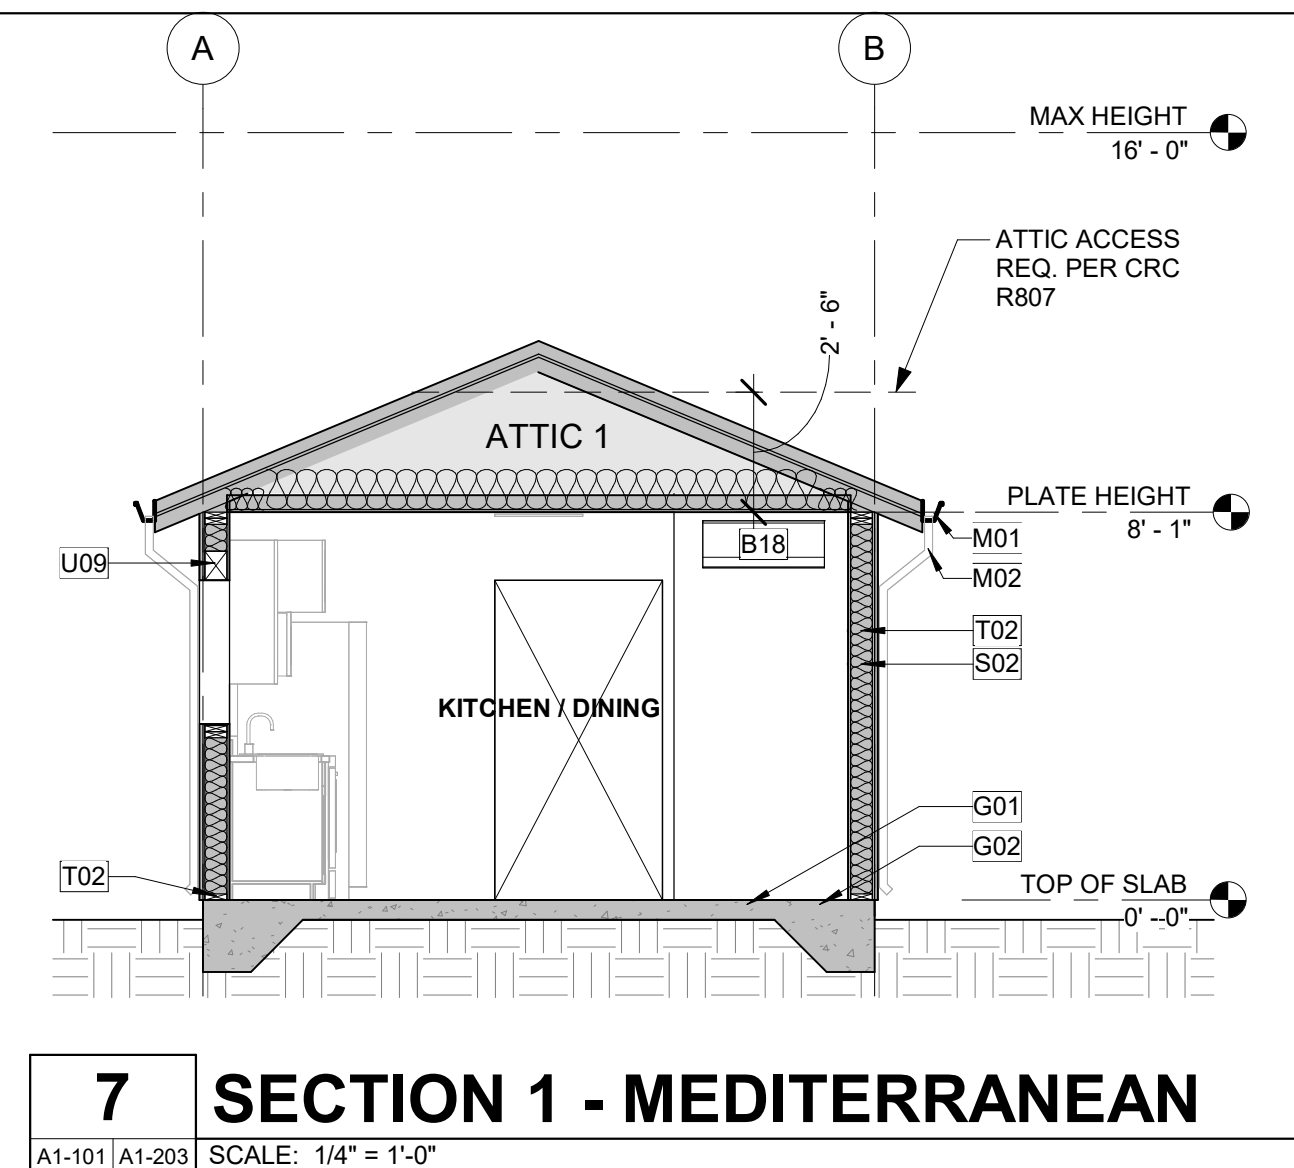 A
B
MAX HEIGHT
16' - 0"
ATTIC ACCESS
REQ. PER CRC
R807
2' - 6"
ATTIC 1
PLATE HEIGHT
8' - 1"
M01
B18
U09
M02
T02
S02
KITCHEN / DINING
G01
G02
T02
TOP OF SLAB
0' - 0"
7
SECTION 1 - MEDITERRANEAN
A1-101 A1-203 SCALE: 1/4" = 1'-0"